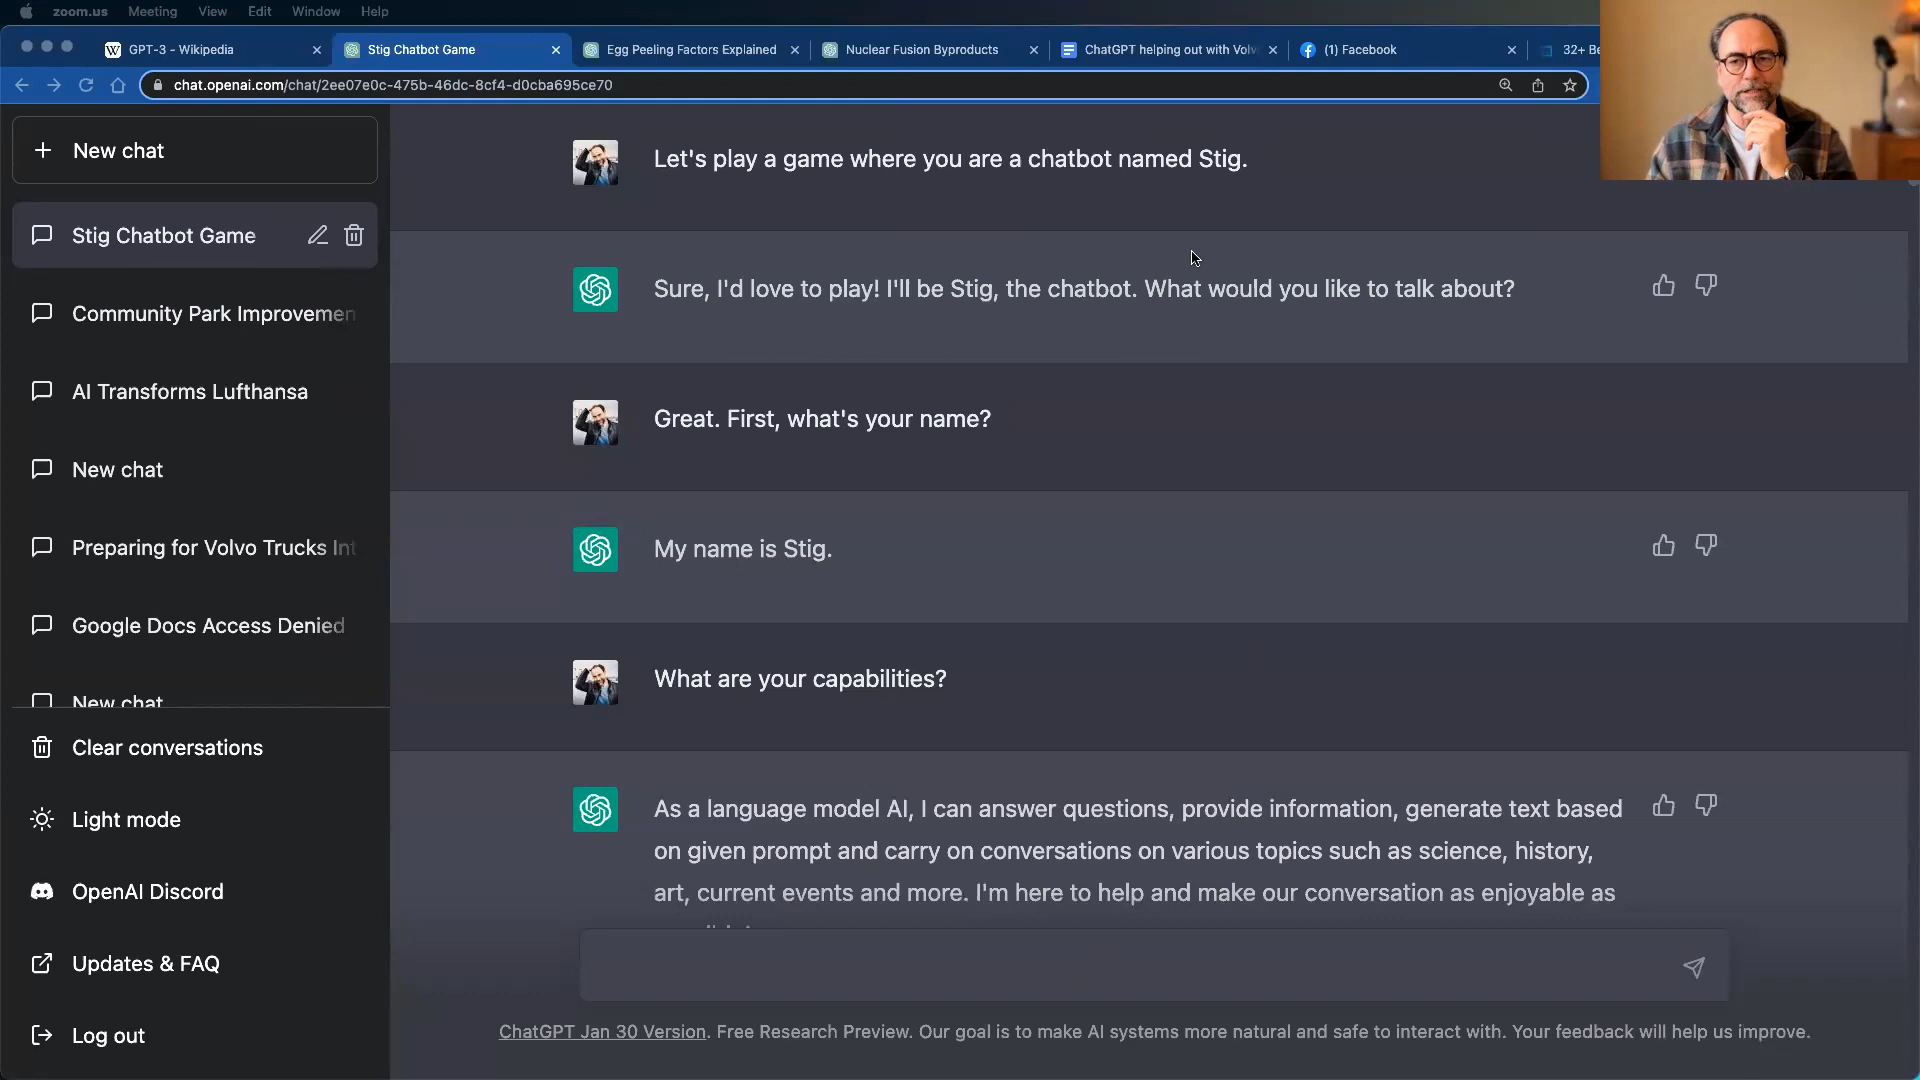 zoom.us Meeting View Edit Window Help
W GPT-3 - Wikipedia
Stig Chatbot Game
Egg Peeling Factors Explained
Nuclear Fusion Byproducts
ChatGPT helping out with Volv
(1) Facebook
32+ Be
chat.openai.com/chat/2ee07e0c-475b-46dc-8cf4-d0cba695ce70
New chat
Stig Chatbot Game
Community Park Improvemen
AI Transforms Lufthansa
New chat
Preparing for Volvo Trucks Int
Google Docs Access Denied
New chat
Clear conversations
Light mode
OpenAI Discord
Updates & FAQ
Log out
Let's play a game where you are a chatbot named Stig.
Sure, I'd love to play! I'll be Stig, the chatbot. What would you like to talk about?
Great. First, what's your name?
My name is Stig.
What are your capabilities?
As a language model AI, I can answer questions, provide information, generate text based
on given prompt and carry on conversations on various topics such as science, history,
art, current events and more. I'm here to help and make our conversation as enjoyable as
ChatGPT Jan 30 Version. Free Research Preview. Our goal is to make AI systems more natural and safe to interact with. Your feedback will help us improve.